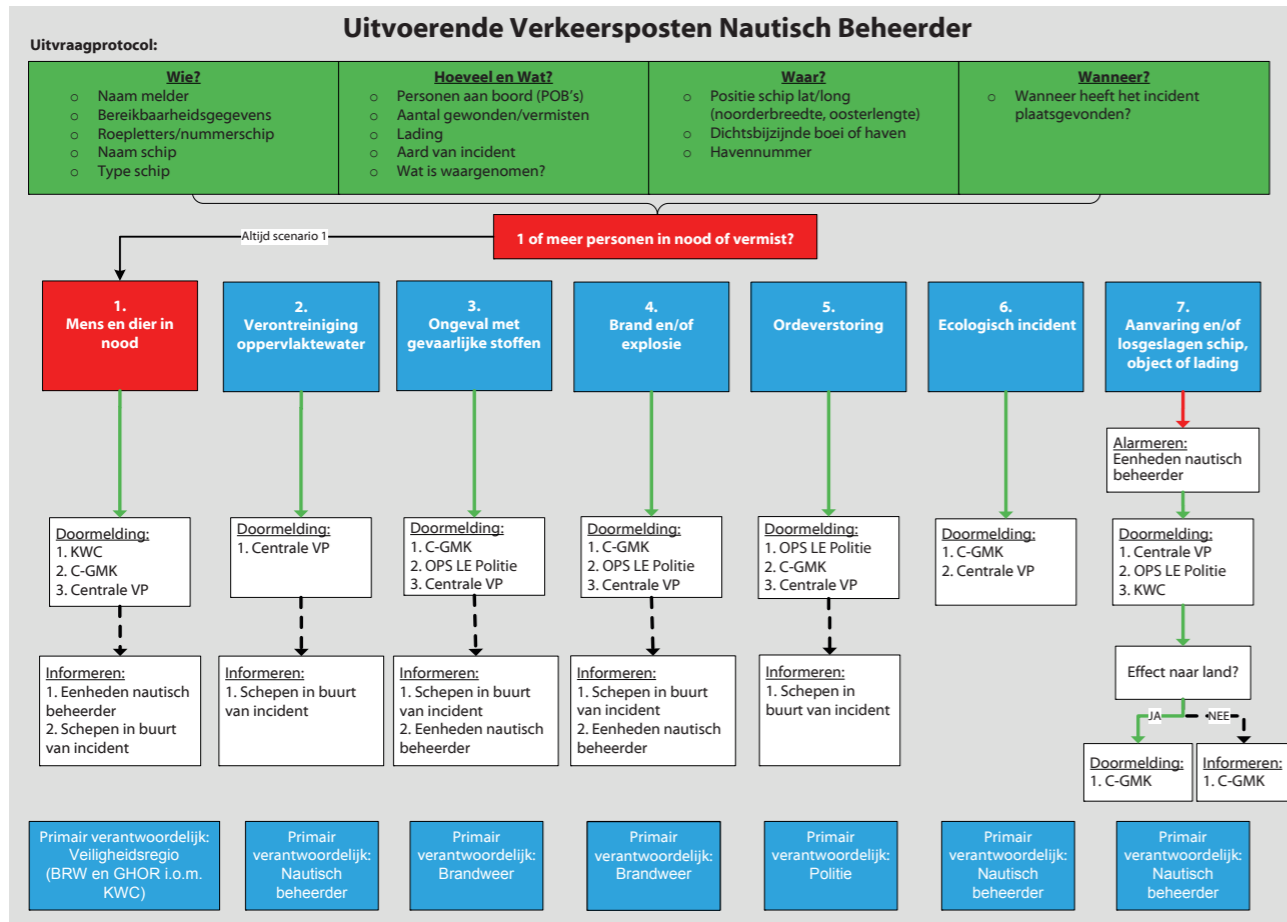 Uitvoerende Verkeersposten Nautisch Beheerder
Uitvraagprotocol:
Wie?
o Naam melder
o Bereikbaarheidsgegevens
o Roepletters/nummerschip
o Naam schip
o Type schip
Hoeveel en Wat?
o Personen aan boord (POB's)
o Aantal gewonden/vermisten
o Lading
o Aard van incident
o Wat is waargenomen?
Waar?
o Positie schip lat/long
(noorderbreedte, oosterlengte)
o Dichtsbijzijnde boei of haven
o Havennummer
Wanneer?
o Wanneer heeft het incident
plaatsgevonden?
Altijd scenario 1
1 of meer personen in nood of vermist?
1.
Mens en dier in
nood
2.
Verontreiniging
oppervlaktewater
3.
Ongeval met
gevaarlijke stoffen
4.
Brand en/of
explosie
5.
Ordeverstoring
6.
Ecologisch incident
7.
Aanvaring en/of
losgeslagen schip,
object of lading
Alarmeren:
Eenheden nautisch
beheerder
Doormelding:
1. KWC
2. C-GMK
3. Centrale VP
Doormelding:
1. Centrale VP
Doormelding:
1. C-GMK
2. OPS LE Politie
3. Centrale VP
Doormelding:
1. C-GMK
2. OPS LE Politie
3. Centrale VP
Doormelding:
1. OPS LE Politie
2. C-GMK
3. Centrale VP
Doormelding:
1. C-GMK
2. Centrale VP
Doormelding:
1. Centrale VP
2. OPS LE Politie
3. KWC
Informeren:
1. Eenheden nautisch
beheerder
2. Schepen in buurt
van incident
Informeren:
1. Schepen in buurt
van incident
Informeren:
1. Schepen in buurt
van incident
2. Eenheden nautisch
beheerder
Informeren:
1. Schepen in buurt
van incident
2. Eenheden nautisch
beheerder
Informeren:
1. Schepen in
buurt van incident
Effect naar land?
JA
NEE
Doormelding:
1. C-GMK
Informeren:
1. C-GMK
Primair verantwoordelijk:
Veiligheidsregio
(BRW en GHOR i.o.m.
KWC)
Primair
verantwoordelijk:
Nautisch
beheerder
Primair
verantwoordelijk:
Brandweer
Primair
verantwoordelijk:
Brandweer
Primair
verantwoordelijk:
Politie
Primair
verantwoordelijk:
Nautisch
beheerder
Primair
verantwoordelijk:
Nautisch
beheerder